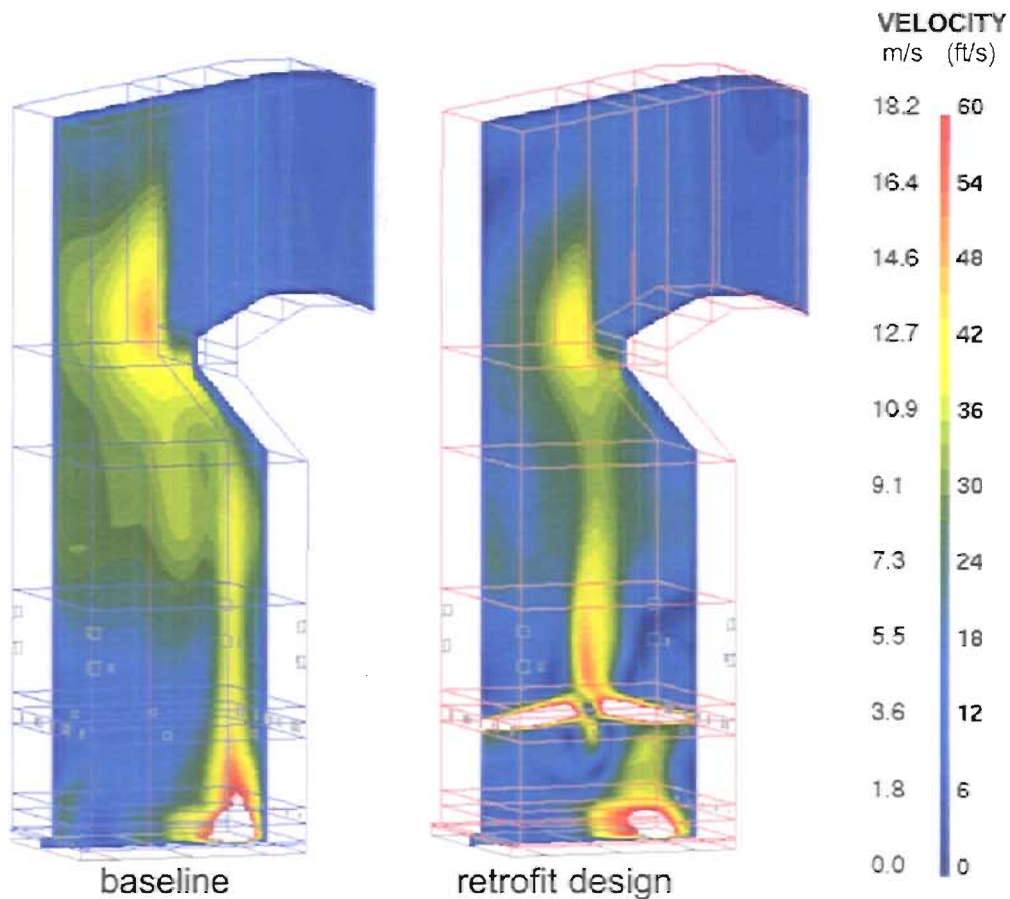 VELOCITY
m/s (ft/s)
18.2 60
16.4 54
14.6 48
12.7 42
10.9 36
9.1 30
7.3 24
5.5 18
3.6 12
1.8 6
0.0 0
baseline
retrofit design